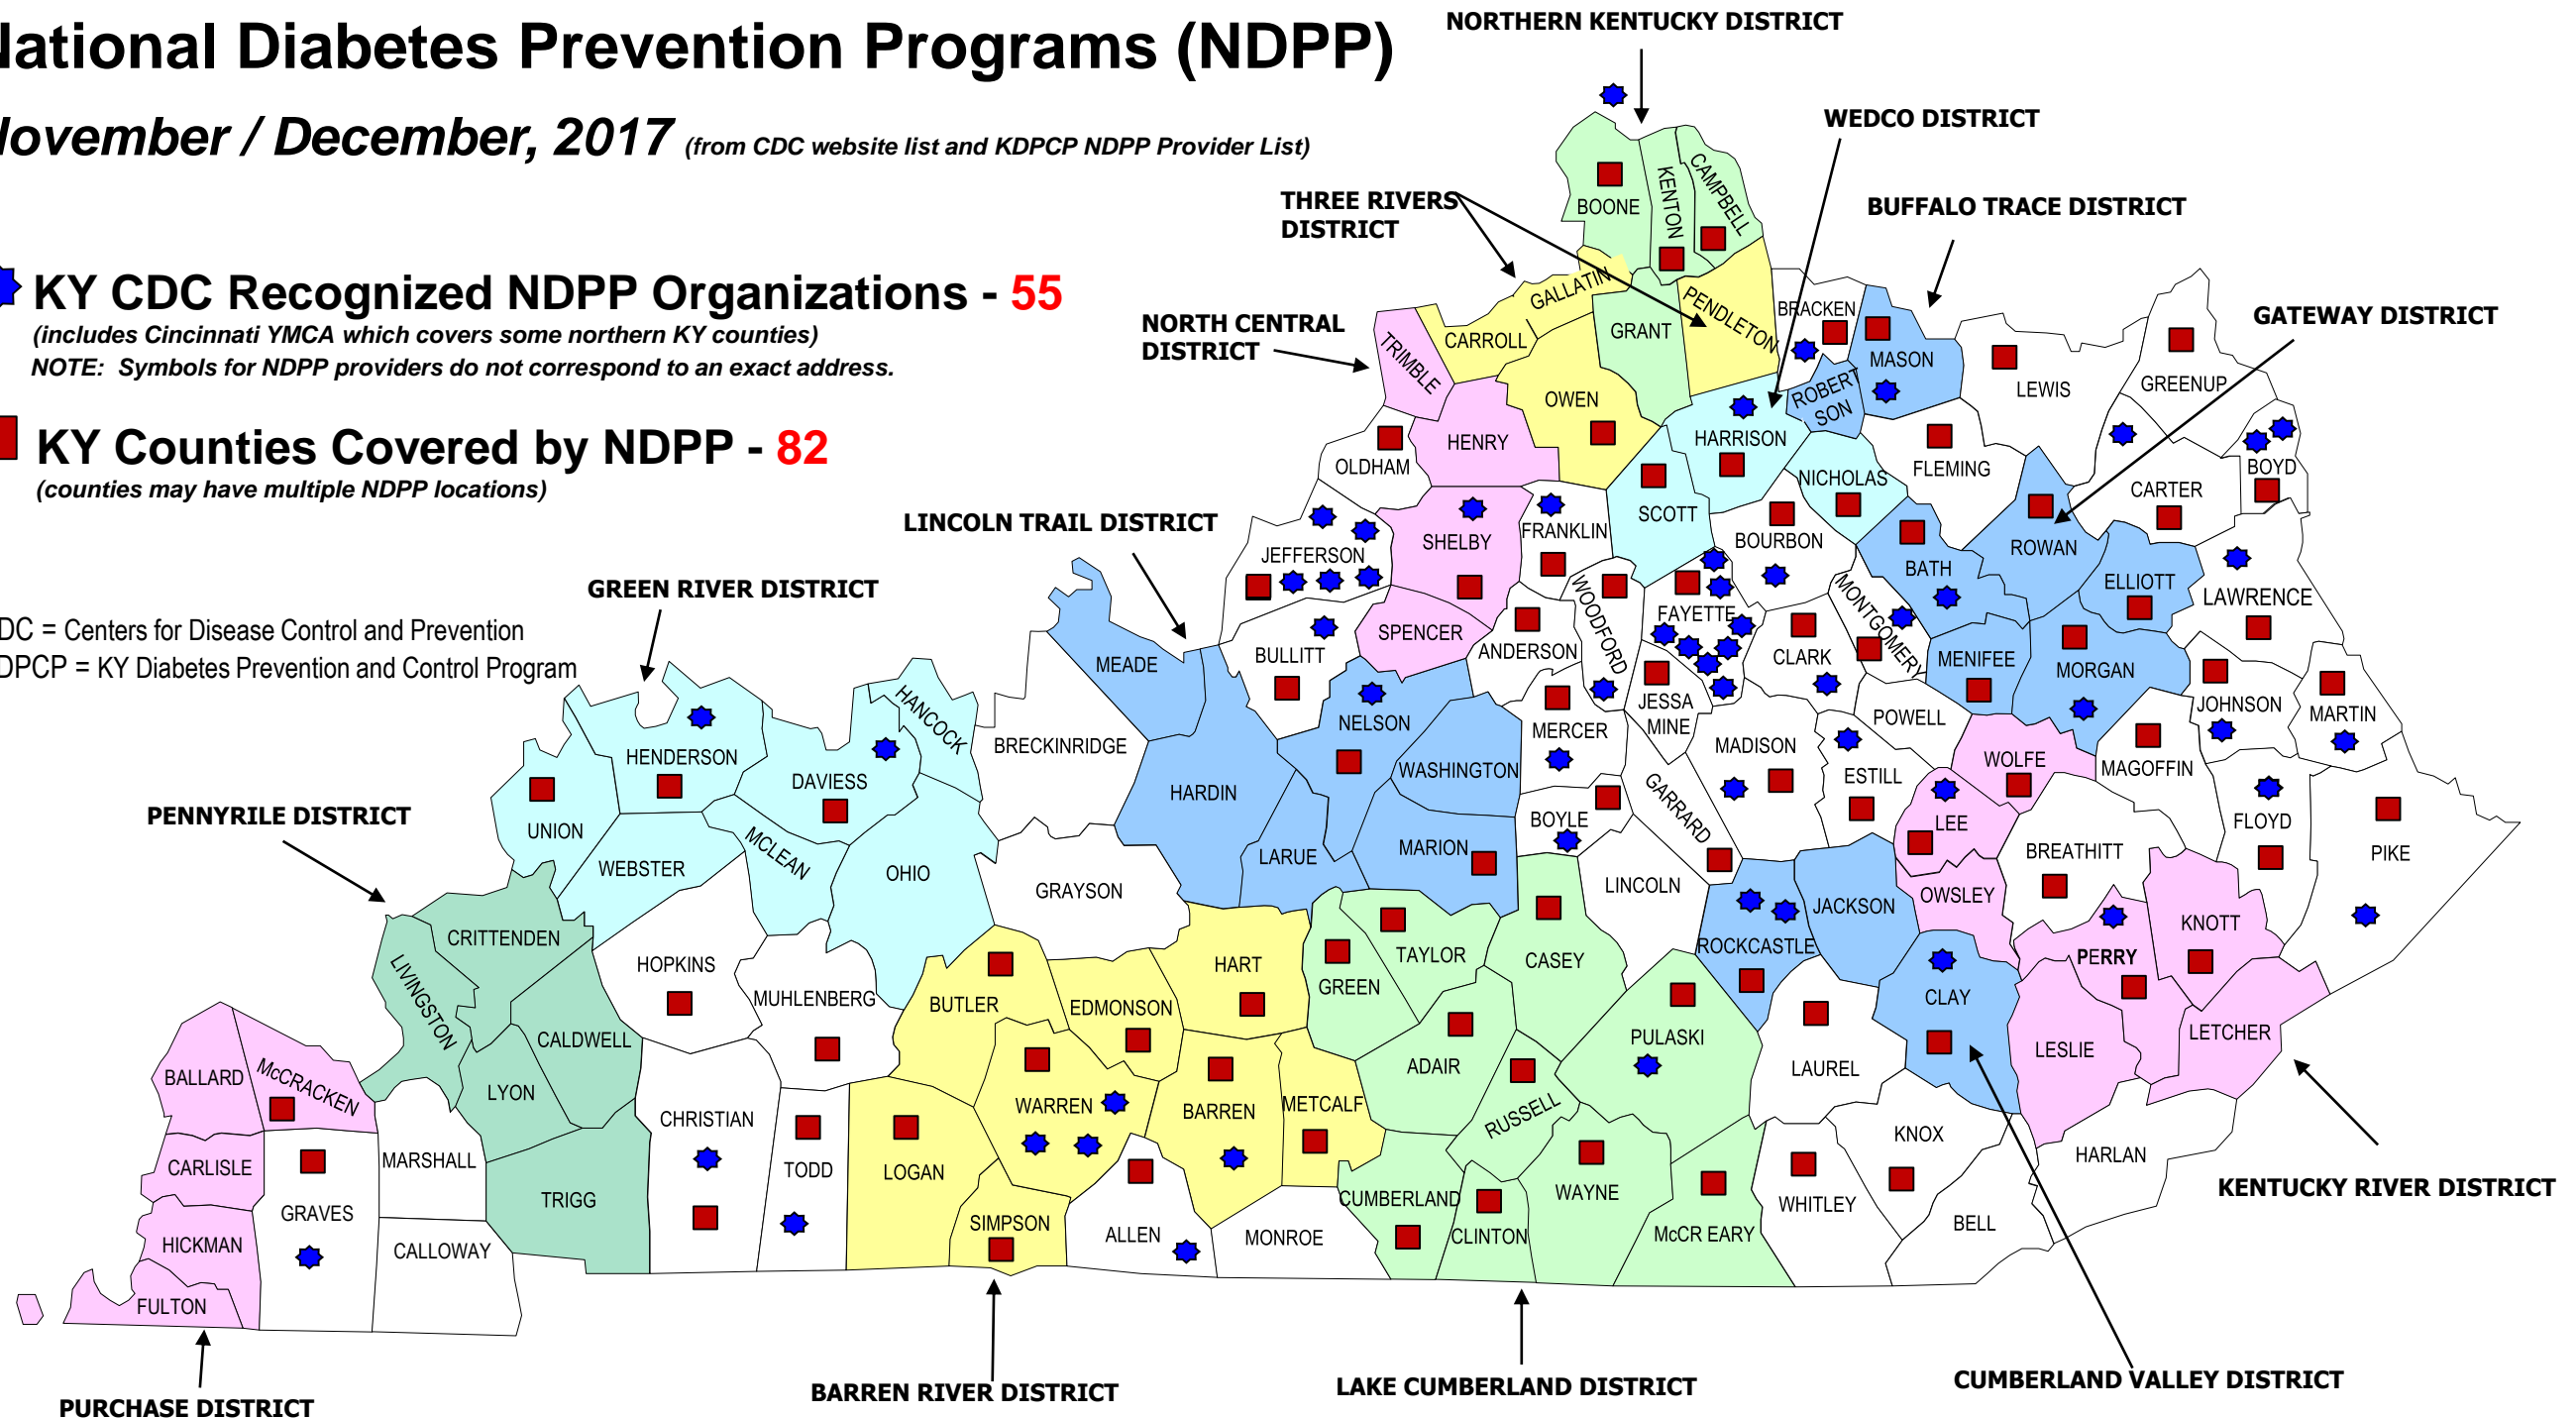 National Diabetes Prevention Programs (NDPP)
November / December, 2017 (from CDC website list and KDPCP NDPP Provider List)
KY CDC Recognized NDPP Organizations - 55
(includes Cincinnati YMCA which covers some northern KY counties)
NOTE: Symbols for NDPP providers do not correspond to an exact address.
KY Counties Covered by NDPP - 82
(counties may have multiple NDPP locations)
DC = Centers for Disease Control and Prevention
DPCP = KY Diabetes Prevention and Control Program
NORTHERN KENTUCKY DISTRICT
WEDCO DISTRICT
THREE RIVERS
DISTRICT
BUFFALO TRACE DISTRICT
NORTH CENTRAL
DISTRICT
GATEWAY DISTRICT
LINCOLN TRAIL DISTRICT
GREEN RIVER DISTRICT
PENNYRILE DISTRICT
KENTUCKY RIVER DISTRICT
CUMBERLAND VALLEY DISTRICT
LAKE CUMBERLAND DISTRICT
BARREN RIVER DISTRICT
PURCHASE DISTRICT
BOONE
KENTON
CAMPBELL
GALLATIN
CARROLL
GRANT
PENDLETON
BRACKEN
MASON
ROBERT
SON
LEWIS
GREENUP
TRIMBLE
OWEN
HENRY
OLDHAM
HARRISON
NICHOLAS
FLEMING
CARTER
BOYD
SHELBY
FRANKLIN
SCOTT
BOURBON
JEFFERSON
BATH
ROWAN
ELLIOTT
LAWRENCE
WOODFORD
FAYETTE
MONTGOMERY
SPENCER
BULLITT
ANDERSON
CLARK
MENIFEE
MORGAN
MEADE
JESSA
MINE
POWELL
JOHNSON
MARTIN
NELSON
MERCER
MADISON
HANCOCK
BRECKINRIDGE
HENDERSON
DAVIESS
WASHINGTON
ESTILL
WOLFE
MAGOFFIN
HARDIN
GARRARD
BOYLE
LEE
FLOYD
UNION
WEBSTER
MCLEAN
OHIO
LARUE
MARION
BREATHITT
PIKE
GRAYSON
LINCOLN
JACKSON
OWSLEY
KNOTT
CRITTENDEN
LIVINGSTON
HOPKINS
MUHLENBERG
BUTLER
EDMONSON
HART
GREEN
TAYLOR
CASEY
ROCKCASTLE
PERRY
CLAY
LETCHER
LESLIE
CALDWELL
LYON
PULASKI
LAUREL
ADAIR
RUSSELL
BALLARD
McCRACKEN
CHRISTIAN
WARREN
BARREN
METCALF
KNOX
HARLAN
CARLISLE
MARSHALL
TODD
LOGAN
GRAVES
TRIGG
CUMBERLAND
WAYNE
WHITLEY
HICKMAN
CALLOWAY
SIMPSON
ALLEN
MONROE
CLINTON
McCR EARY
BELL
FULTON